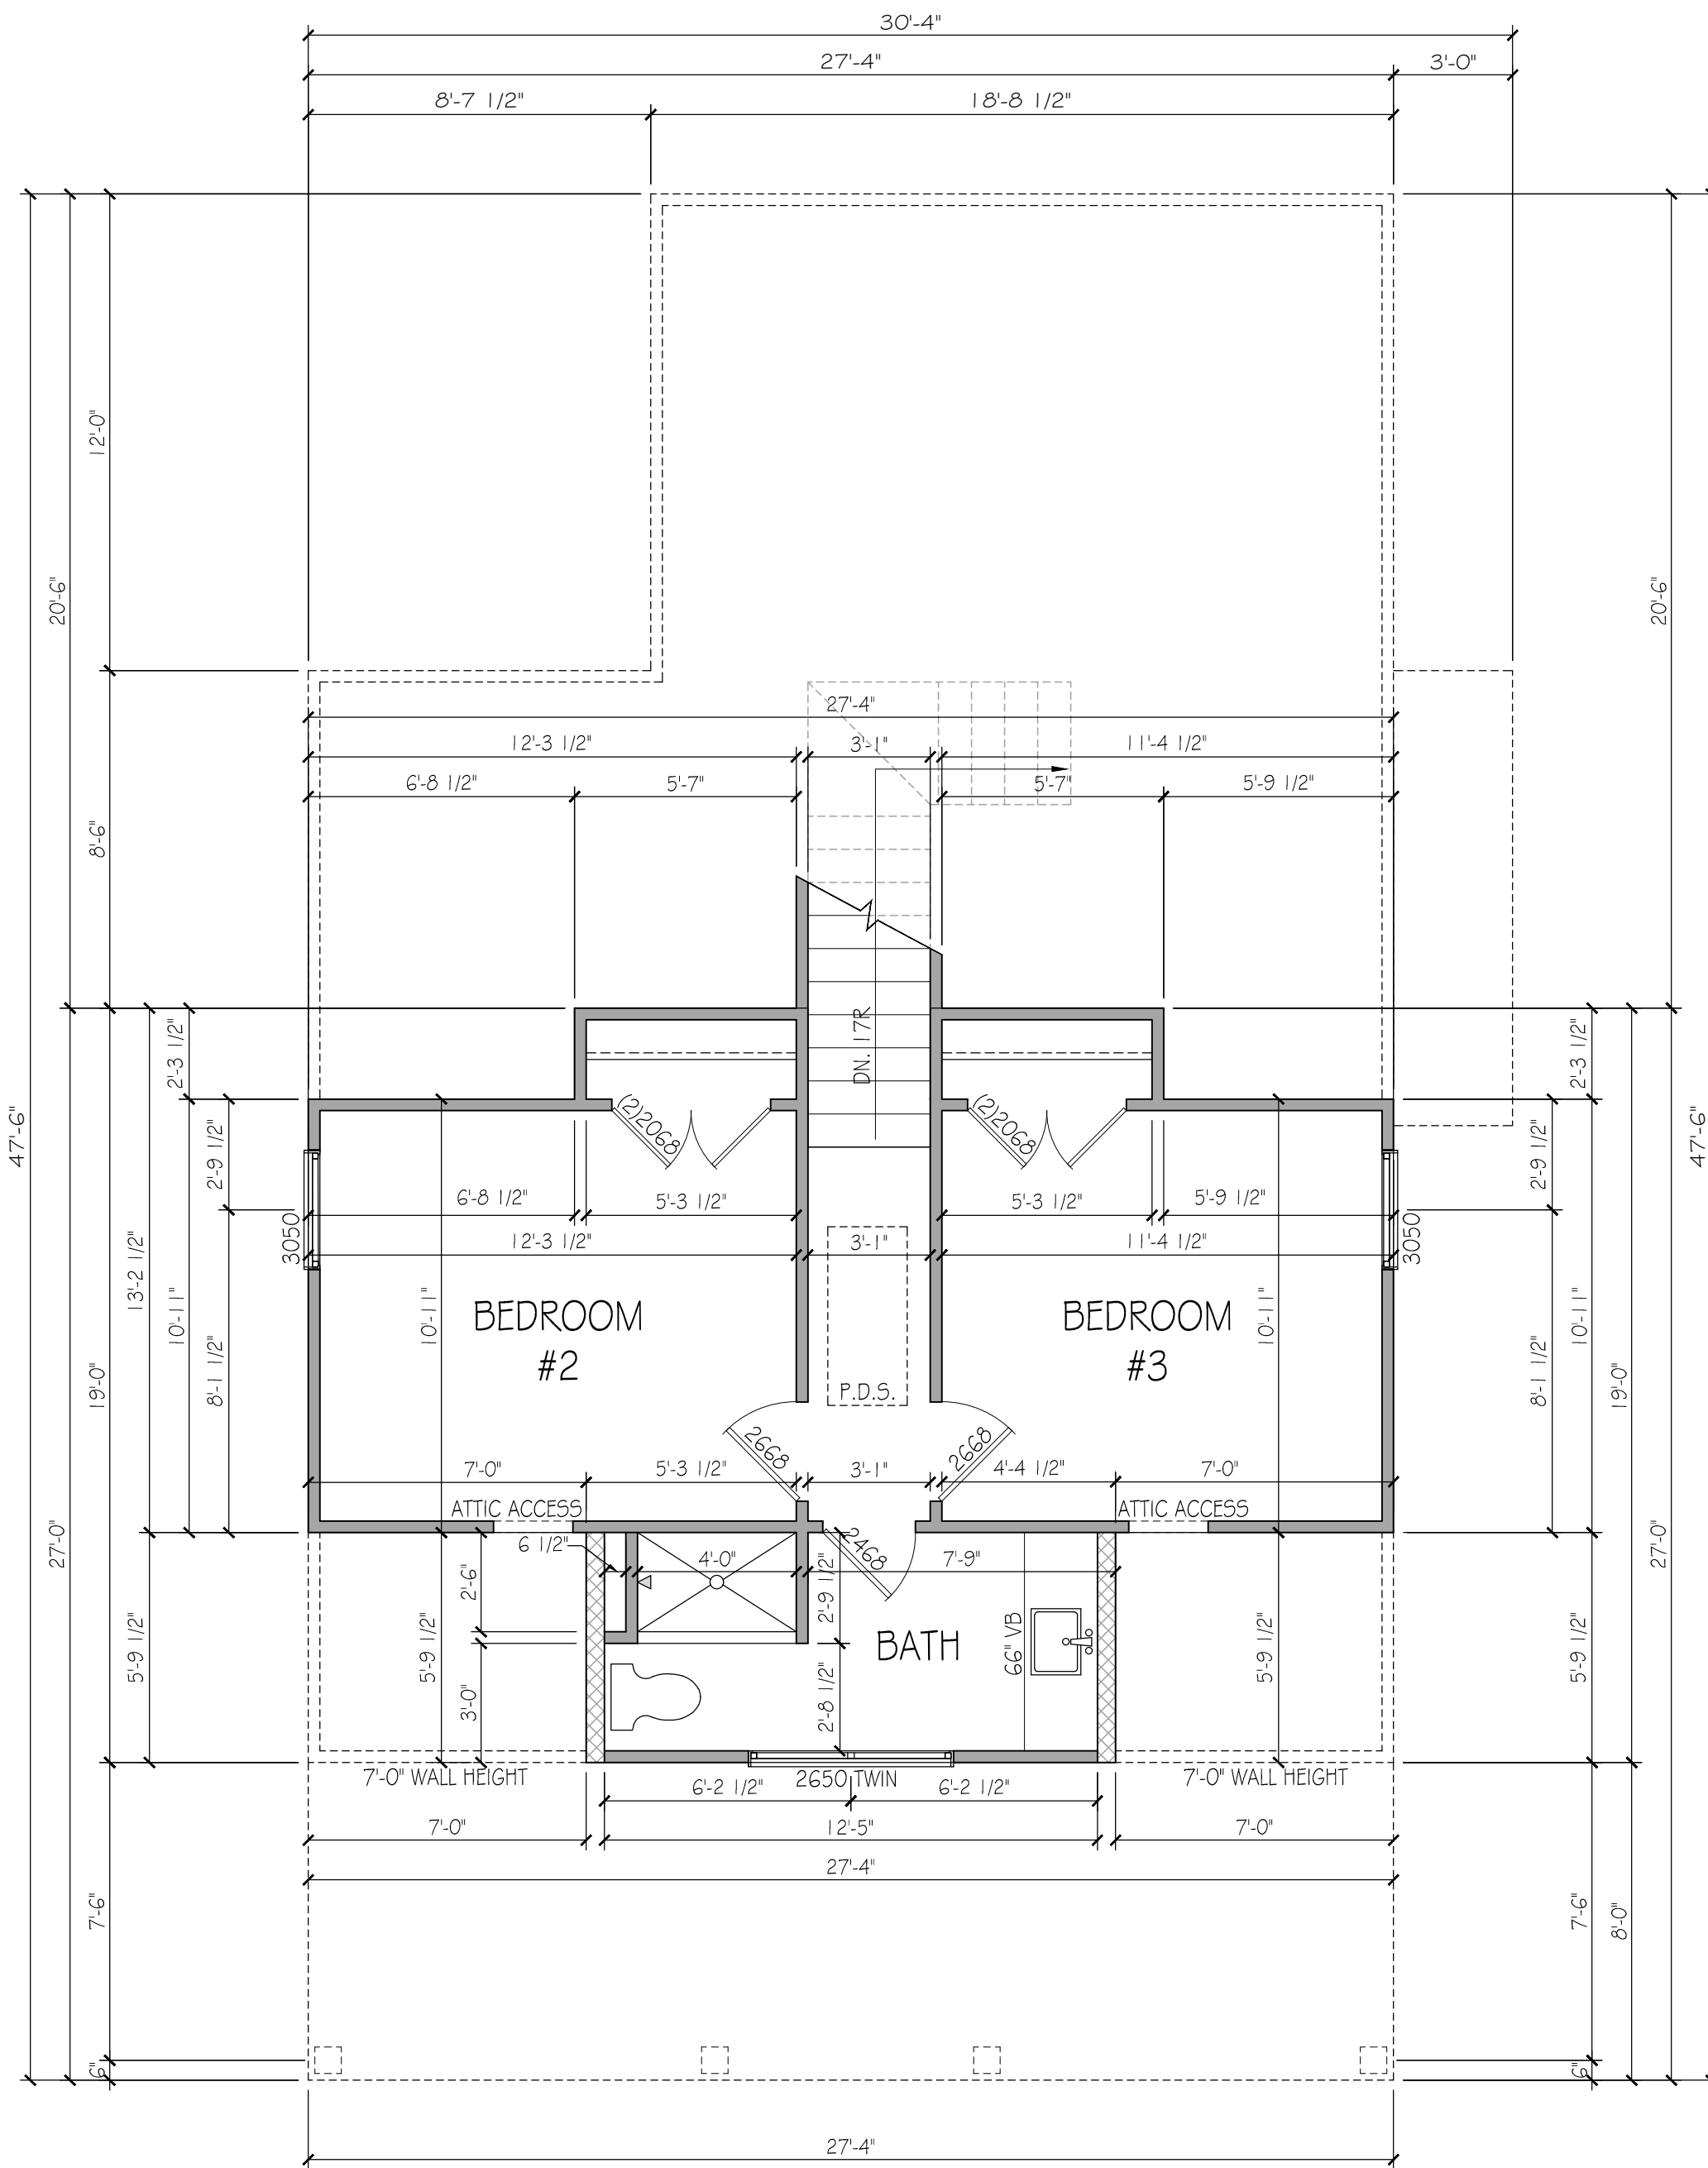 30'-4"
27'-4" 3'-0"
8'-7 1/2" 18'-8 1/2"
12'-0"
20'-6" 20'-6"
27'-4"
12'-3 1/2" 3'-1" 11'-4 1/2"
6'-8 1/2" 5'-7" 5'-7" 5'-9 1/2"
8'-6"
2'-3 1/2" DN. 17R 2'-3 1/2"
(2)2068 (2)2068
47'-6" 47'-6"
2'-9 1/2" 2'-9 1/2"
6'-8 1/2" 5'-3 1/2" 5'-3 1/2" 5'-9 1/2"
3050 3050
12'-3 1/2" 3'-1" 11'-4 1/2"
13'-2 1/2"
10'-11" 10'-11" 10'-11" 10'-11"
BEDROOM BEDROOM
#2 #3
19'-0" 8'-1 1/2" P.D.S. 8'-1 1/2" 19'-0"
2668 2668
7'-0" 5'-3 1/2" 3'-1" 4'-4 1/2" 7'-0"
ATTIC ACCESS ATTIC ACCESS
27'-0" 27'-0"
6 1/2" 4'-0" 2468 7'-9"
2'-6" 2'-9 1/2"
5'-9 1/2" 5'-9 1/2" BATH 66" VB 5'-9 1/2" 5'-9 1/2"
3'-0" 2'-8 1/2"
7'-0" WALL HEIGHT 2650 TWIN 7'-0" WALL HEIGHT
6'-2 1/2" 6'-2 1/2"
7'-0" 12'-5" 7'-0"
27'-4"
7'-6" 7'-6" 8'-0"
6" 6"
27'-4"